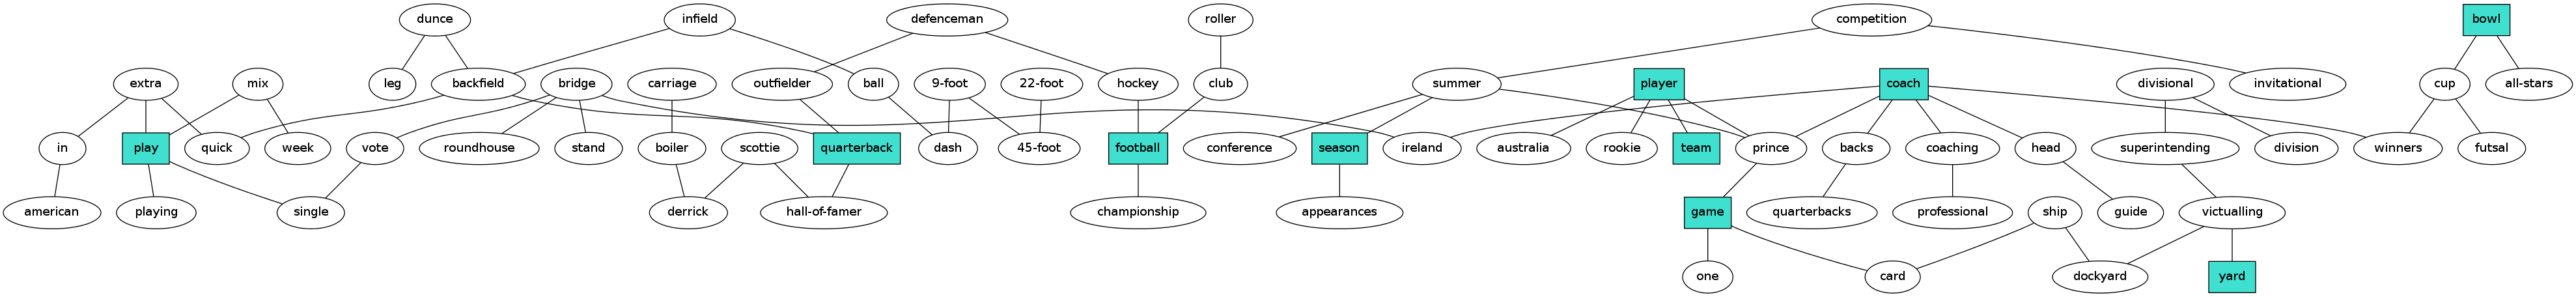 dunce
infield
defenceman
roller
competition
bowl
extra
mix
leg
backfield
bridge
carriage
outfielder
ball
9-foot
22-foot
hockey
club
summer
player
coach
divisional
invitational
cup
all-stars
in
play
quick
week
vote
roundhouse
stand
boiler
scottie
quarterback
dash
45-foot
football
conference
season
ireland
australia
rookie
team
prince
backs
coaching
head
superintending
division
winners
futsal
american
playing
single
derrick
hall-of-famer
championship
appearances
game
quarterbacks
professional
ship
guide
victualling
one
card
dockyard
yard